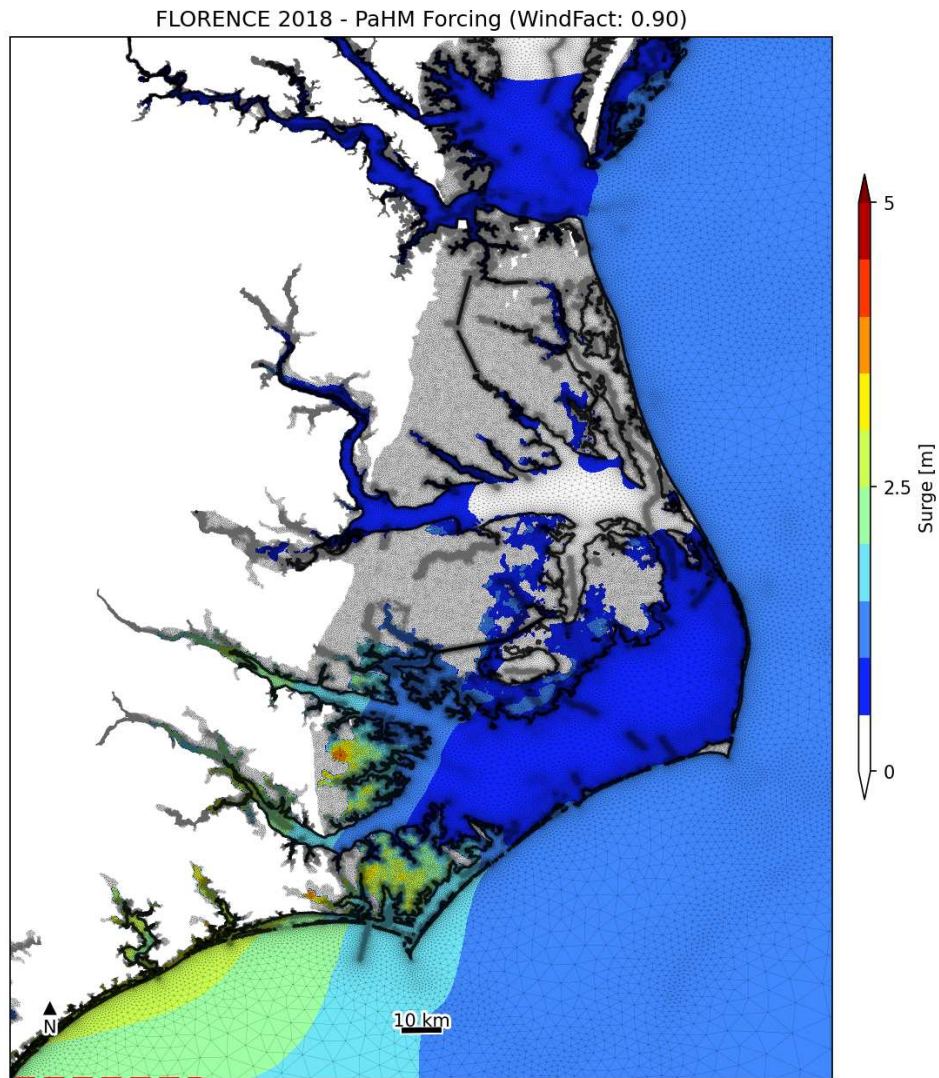 FLORENCE 2018 - PaHM Forcing (WindFact: 0.90)
5
2.5
0
Surge [m]
N
10 km